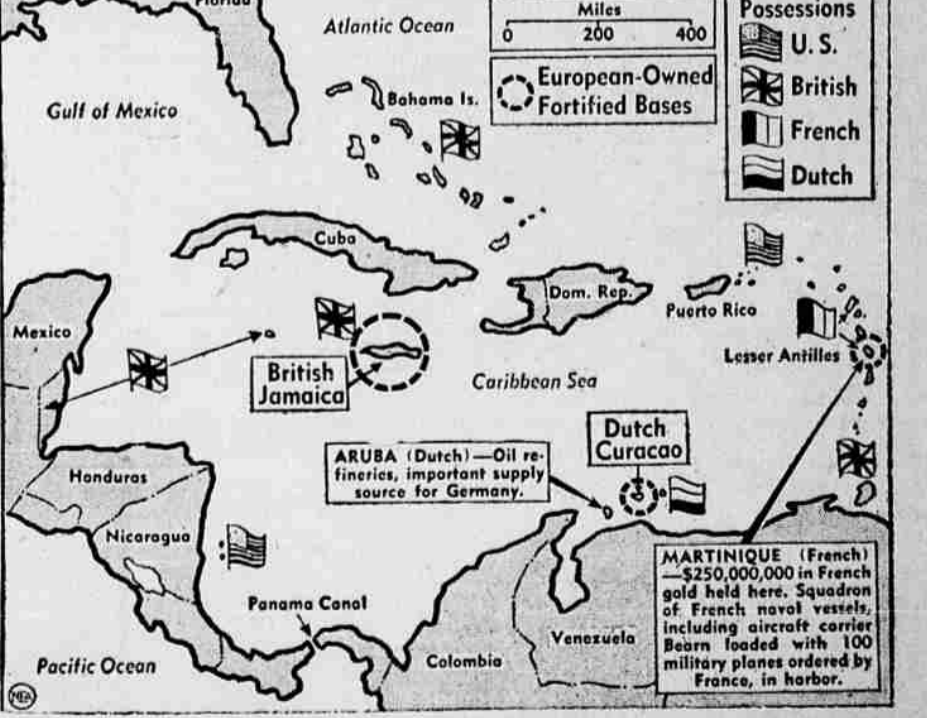 Florida
Atlantic Ocean
Miles
0 200 400
European-Owned
Fortified Bases
Possessions
U. S.
British
French
Dutch
Gulf of Mexico
Bahama Is.
Cuba
Dom. Rep.
Puerto Rico
Mexico
Lesser Antilles
British
Jamaica
Caribbean Sea
Dutch
Curacao
ARUBA (Dutch)—Oil re-
fineries, important supply
source for Germany.
Honduras
Nicaragua
Panama Canal
Pacific Ocean
Colombia
Venezuela
MARTINIQUE (French)
—$250,000,000 in French
gold held here. Squadron
of French naval vessels,
including aircraft carrier
Bearn loaded with 100
military planes ordered by
France, in harbor.
NEA